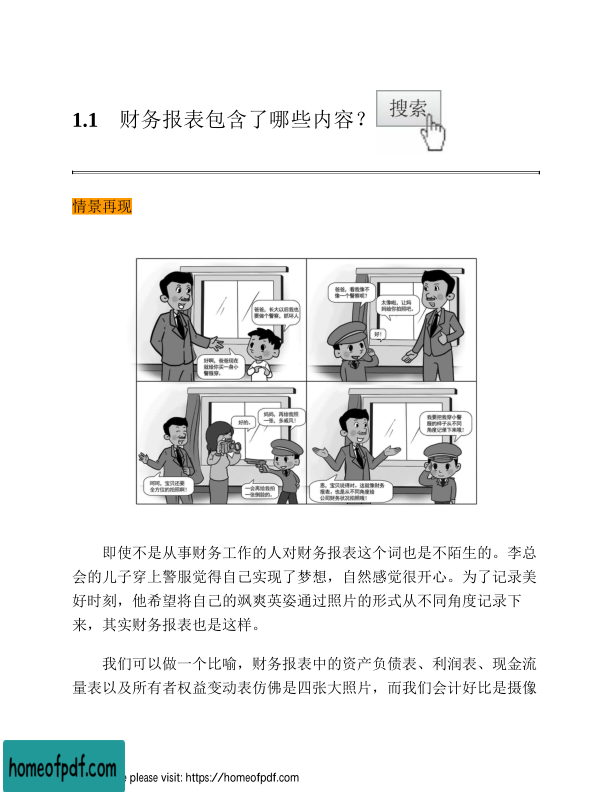 1.1 财务报表包含了哪些内容？
搜索
情景再现
爸爸，长大以后我也
要做个警察，抓坏人
好啊，爸爸现在
就给你买一身小
警服穿。
爸爸，看我像不
像一个警察呢？
太像啦，让妈
妈给你拍照吧。
好！
好的。
妈妈，再给我照
一张，多威风！
呵呵，宝贝还要
全方位的拍照啊！
一会再给我拍
一张侧脸的。
我要把我穿小警
服的样子从不同
角度记录下来哦！
恩，宝贝说得对，这就像财务
报表，也是从不同角度给
公司财务状况拍照哦！
即使不是从事财务工作的人对财务报表这个词也是不陌生的。李总
会的儿子穿上警服觉得自己实现了梦想，自然感觉很开心。为了记录美
好时刻，他希望将自己的飒爽英姿通过照片的形式从不同角度记录下
来，其实财务报表也是这样。
我们可以做一个比喻，财务报表中的资产负债表、利润表、现金流
量表以及所有者权益变动表仿佛是四张大照片，而我们会计好比是摄像
homeofpdf.com
please visit: https://homeofpdf.com